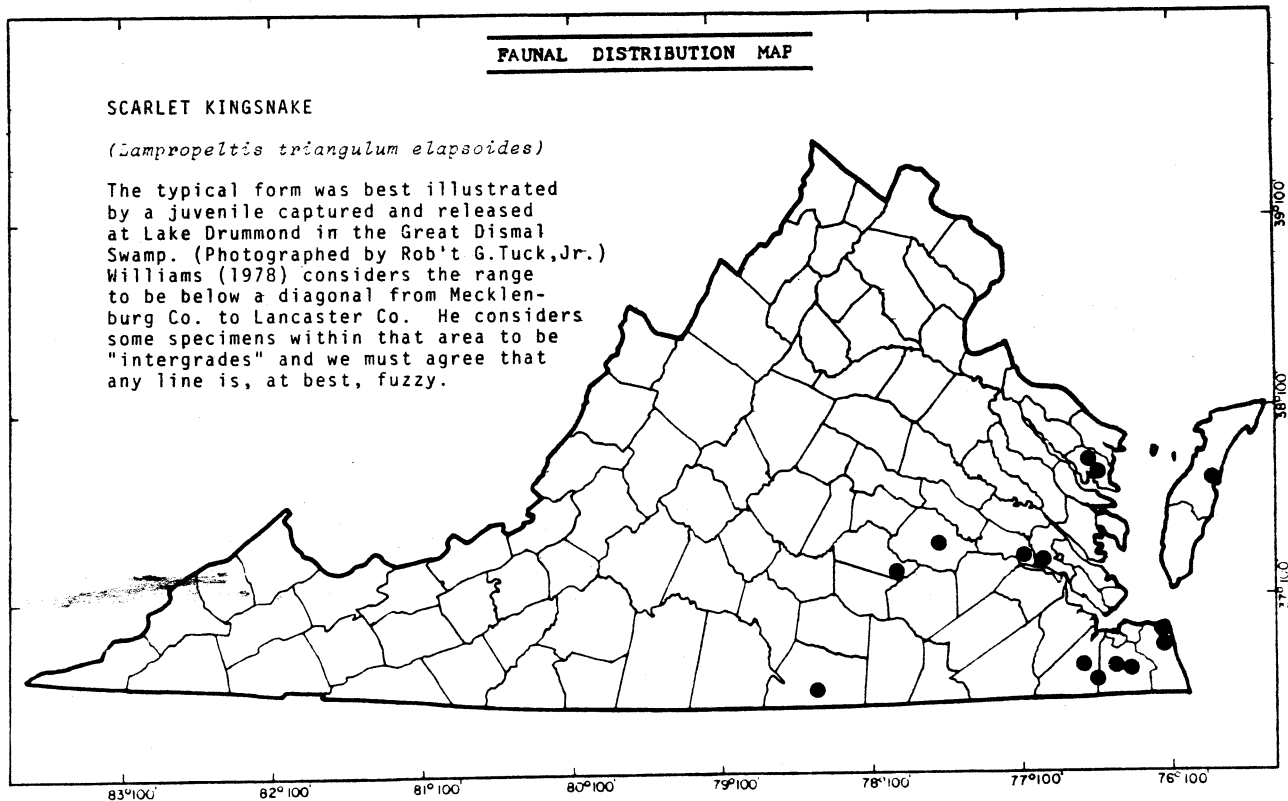 FAUNAL DISTRIBUTION MAP
SCARLET KINGSNAKE
(Lampropeltis triangulum elapsoides)
The typical form was best illustrated
by a juvenile captured and released
at Lake Drummond in the Great Dismal
Swamp. (Photographed by Rob't G.Tuck,Jr.)
Williams (1978) considers the range
to be below a diagonal from Mecklen-
burg Co. to Lancaster Co. He considers
some specimens within that area to be
"intergrades" and we must agree that
any line is, at best, fuzzy.
39°00'
38°00'
37°00'
83°00'
82°00'
81°00'
80°00'
79°00'
78°00'
77°00'
76°00'